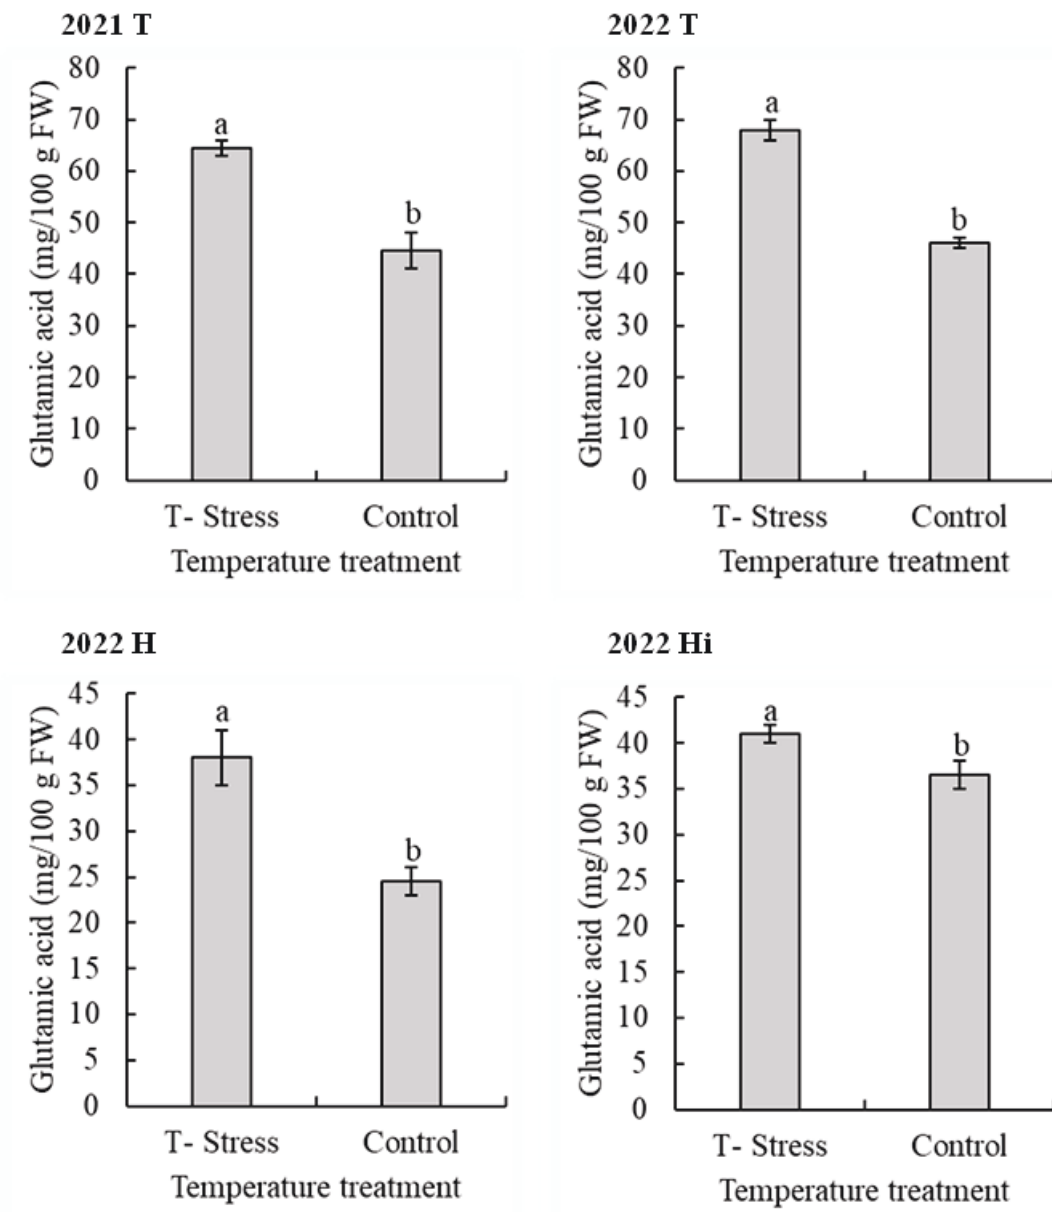 2021 T
Glutamic acid (mg/100 g FW)
80
70
60
50
40
30
20
10
0
a
b
T- Stress Control
Temperature treatment
2022 T
Glutamic acid (mg/100 g FW)
80
70
60
50
40
30
20
10
0
a
b
T- Stress Control
Temperature treatment
2022 H
Glutamic acid (mg/100 g FW)
45
40
35
30
25
20
15
10
5
0
a
b
T- Stress Control
Temperature treatment
2022 Hi
Glutamic acid (mg/100 g FW)
45
40
35
30
25
20
15
10
5
0
a
b
T- Stress Control
Temperature treatment